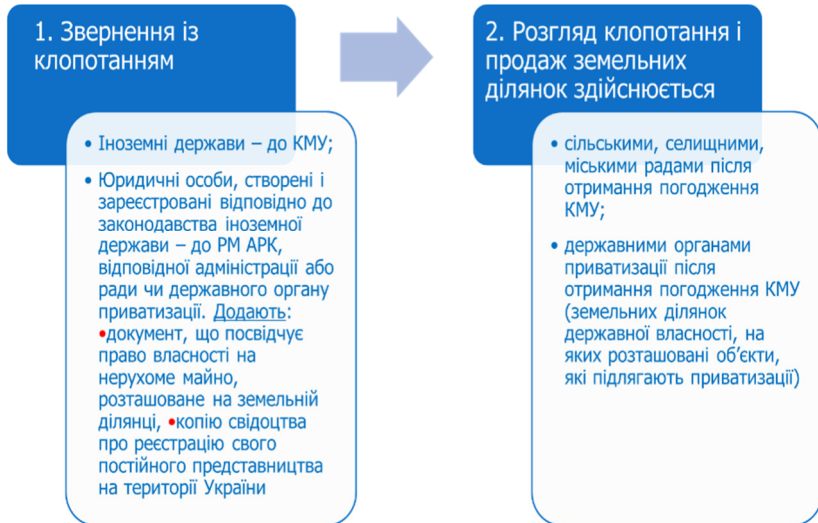 1. Звернення із
клопотанням
• Іноземні держави – до КМУ;
• Юридичні особи, створені і
зареєстровані відповідно до
законодавства іноземної
держави – до РМ АРК,
відповідної адміністрації або
ради чи державного органу
приватизації. Додають:
•документ, що посвідчує
право власності на
нерухоме майно,
розташоване на земельній
ділянці, •копію свідоцтва
про реєстрацію свого
постійного представництва
на території України
2. Розгляд клопотання і
продаж земельних
ділянок здійснюється
• сільськими, селищними,
міськими радами після
отримання погодження
КМУ;
• державними органами
приватизації після
отримання погодження КМУ
(земельних ділянок
державної власності, на
яких розташовані об’єкти,
які підлягають приватизації)